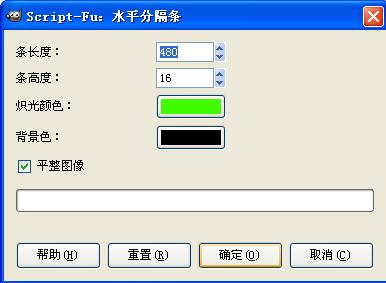 Script-Fu: 水平分隔条
条长度：
480
条高度：
16
炽光颜色：
背景色：
平整图像
帮助(H) 重置(R) 确定(O) 取消(C)